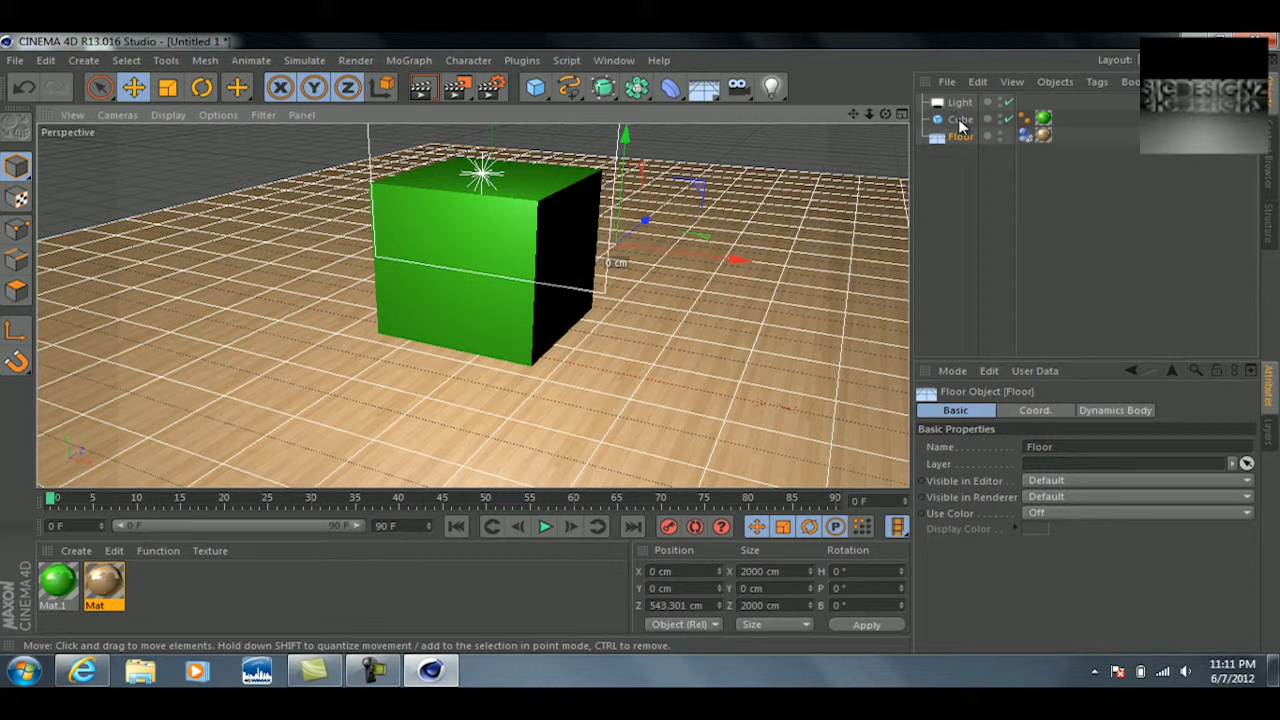 CINEMA 4D R13.016 Studio - [Untitled 1 *]
File Edit Create Select Tools Mesh Animate Simulate Render MoGraph Character Plugins Script Window Help
Layout:
X Y Z
File Edit View Objects Tags
View Cameras Display Options Filter Panel
Perspective
Light
Cube
Floor
0 cm
Mode Edit User Data
Floor Object [Floor]
Basic Coord. Dynamics Body
Basic Properties
Name Floor
Layer
Visible in Editor Default
Visible in Renderer Default
Use Color Off
Display Color
Attributes
Layers
Structure
0 5 10 15 20 25 30 35 40 45 50 55 60 65 70 75 80 85 90 0 F
0 F 0 F 90 F 90 F
Create Edit Function Texture
Mat.1 Mat
Position Size Rotation
X 0 cm X 2000 cm H 0 °
Y 0 cm Y 0 cm P 0 °
Z 543.301 cm Z 2000 cm B 0 °
Object (Rel) Size Apply
MAXON
CINEMA 4D
Move: Click and drag to move elements. Hold down SHIFT to quantize movement / add to the selection in point mode, CTRL to remove.
11:11 PM
6/7/2012